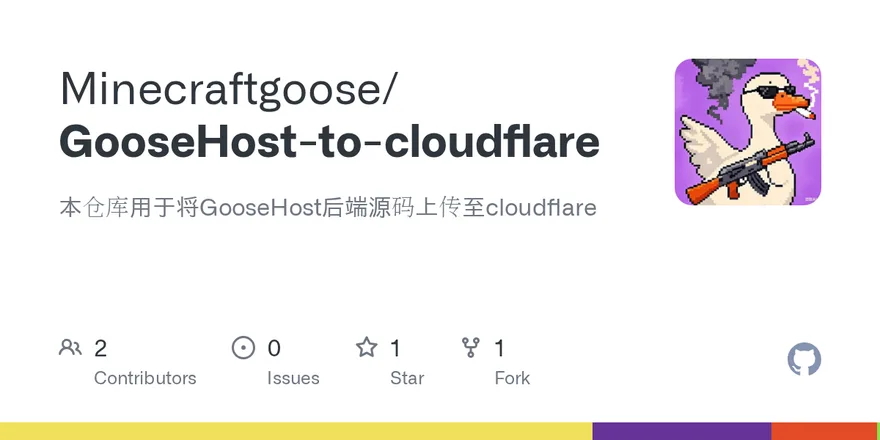 Minecraftgoose/
GooseHost-to-cloudflare
本仓库用于将GooseHost后端源码上传至cloudflare
2
Contributors
0
Issues
1
Star
1
Fork